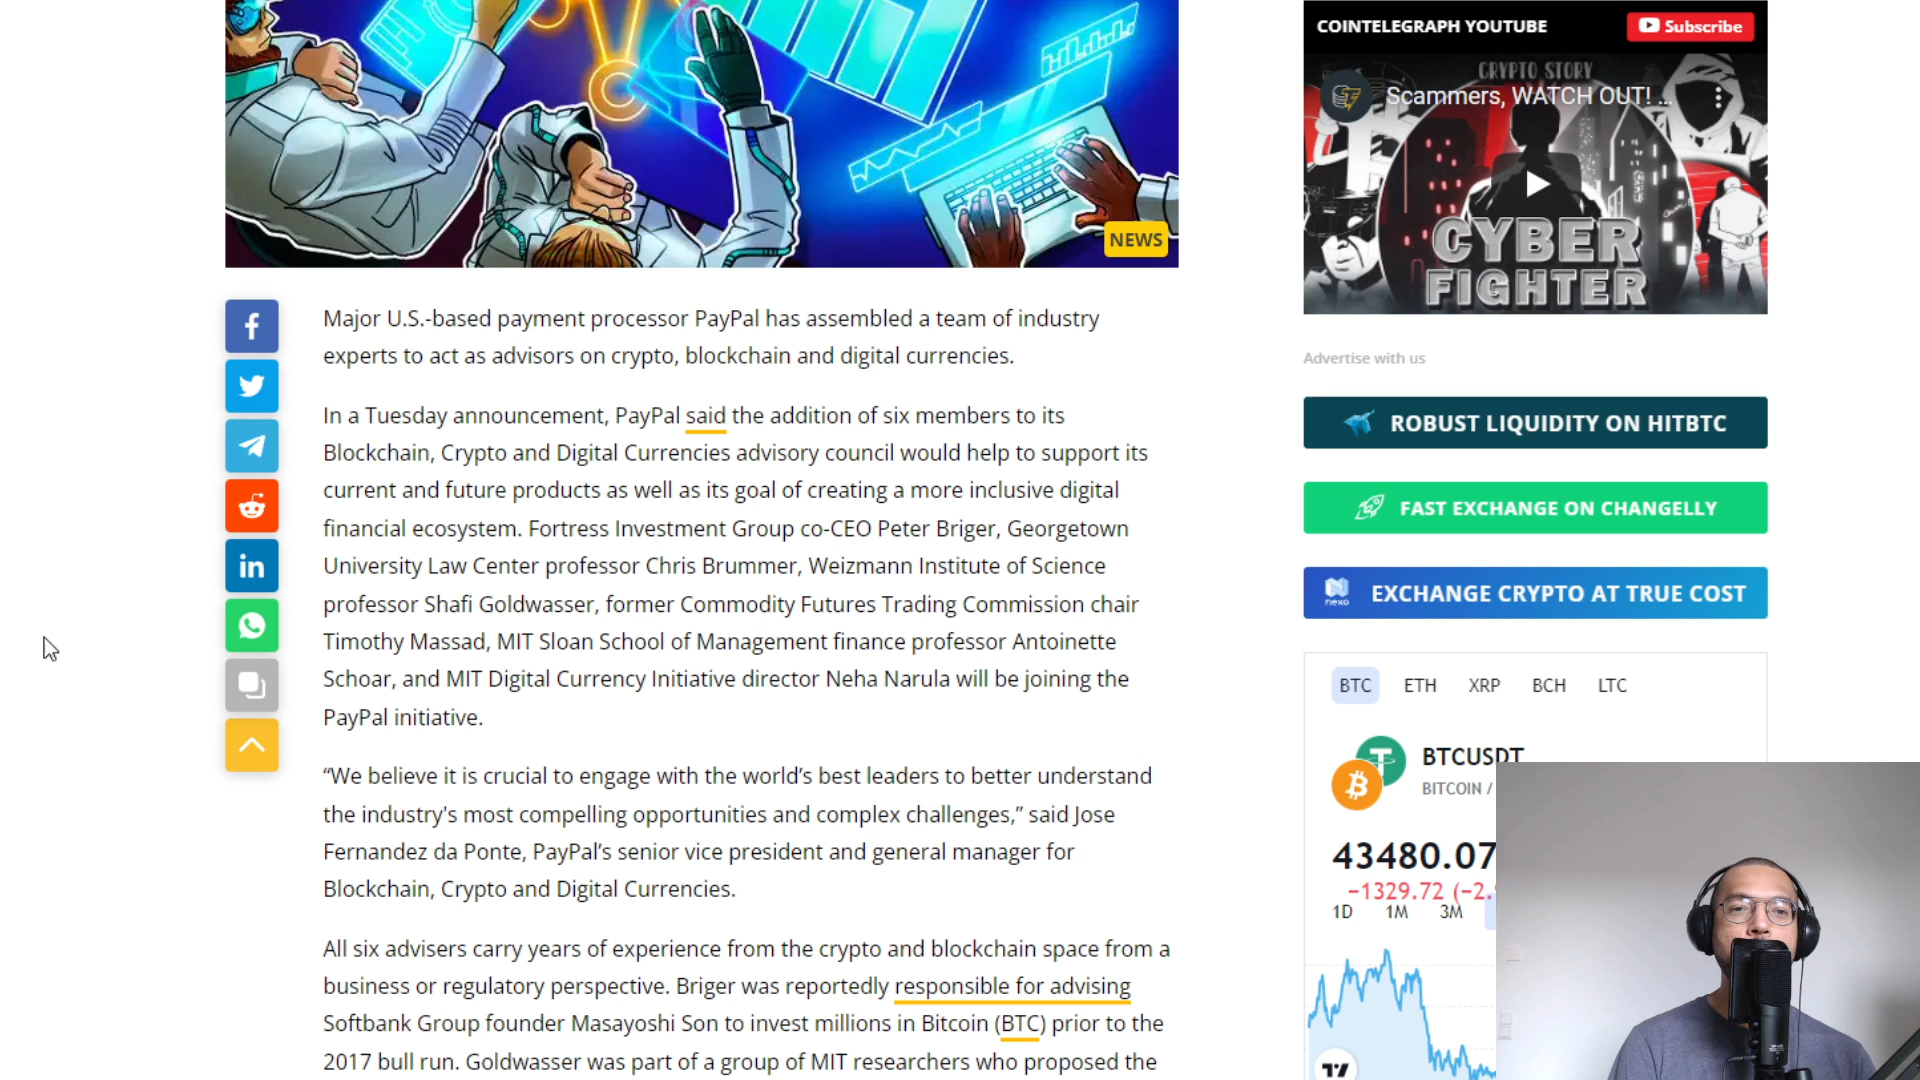 NEWS
Major U.S.-based payment processor PayPal has assembled a team of industry
experts to act as advisors on crypto, blockchain and digital currencies.
In a Tuesday announcement, PayPal said the addition of six members to its
Blockchain, Crypto and Digital Currencies advisory council would help to support its
current and future products as well as its goal of creating a more inclusive digital
financial ecosystem. Fortress Investment Group co-CEO Peter Briger, Georgetown
University Law Center professor Chris Brummer, Weizmann Institute of Science
professor Shafi Goldwasser, former Commodity Futures Trading Commission chair
Timothy Massad, MIT Sloan School of Management finance professor Antoinette
Schoar, and MIT Digital Currency Initiative director Neha Narula will be joining the
PayPal initiative.
“We believe it is crucial to engage with the world’s best leaders to better understand
the industry's most compelling opportunities and complex challenges,” said Jose
Fernandez da Ponte, PayPal’s senior vice president and general manager for
Blockchain, Crypto and Digital Currencies.
All six advisers carry years of experience from the crypto and blockchain space from a
business or regulatory perspective. Briger was reportedly responsible for advising
Softbank Group founder Masayoshi Son to invest millions in Bitcoin (BTC) prior to the
2017 bull run. Goldwasser was part of a group of MIT researchers who proposed the
COINTELEGRAPH YOUTUBE
Subscribe
CRYPTO STORY
Scammers, WATCH OUT! ...
CYBER
FIGHTER
Advertise with us
ROBUST LIQUIDITY ON HITBTC
FAST EXCHANGE ON CHANGELLY
nexo EXCHANGE CRYPTO AT TRUE COST
BTC ETH XRP BCH LTC
BTCUSDT
BITCOIN /
43480.07
−1329.72 (−2.
1D 1M 3M